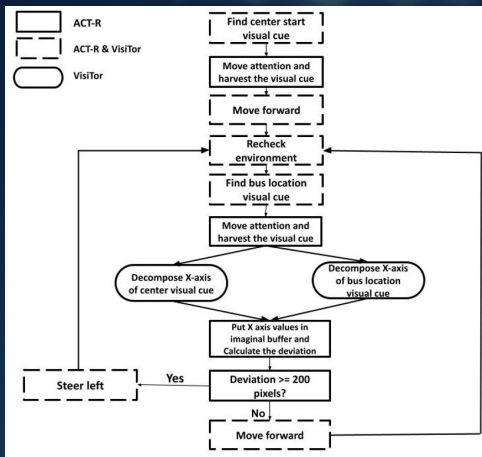 ACT-R
ACT-R & VisiTor
VisiTor
Find center start
visual cue
Move attention and
harvest the visual cue
Move forward
Recheck
environment
Find bus location
visual cue
Move attention and
harvest the visual cue
Decompose X-axis
of center visual cue
Decompose X-axis
of bus location
visual cue
Put X axis values in
imaginal buffer and
Calculate the deviation
Deviation >= 200
pixels?
Yes
Steer left
No
Move forward